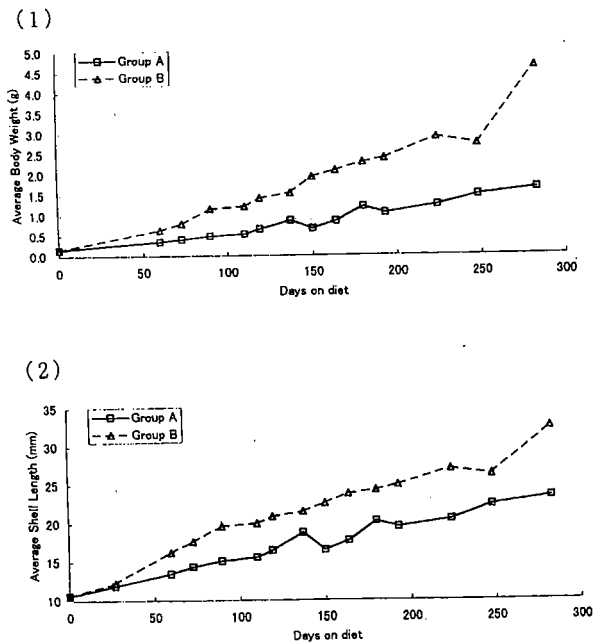 (1)
Group A
Group B
Average Body Weight (g)
5.0
4.5
4.0
3.5
3.0
2.5
2.0
1.5
1.0
0.5
0.0
0 50 100 150 200 250 300
Days on diet
(2)
Group A
Group B
Average Shell Length (mm)
35
30
25
20
15
10
0 50 100 150 200 250 300
Days on diet